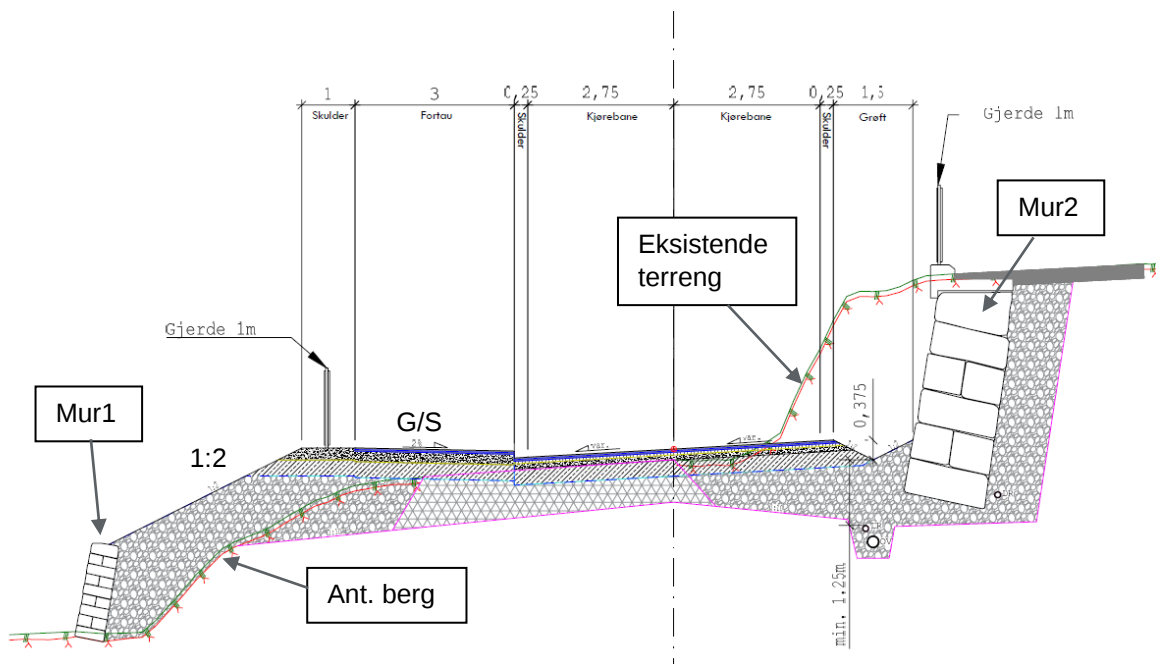 1
3
0,25
2,75
2,75
0,25
1,5
Skulder
Fortau
Skulder
Kjørebane
Kjørebane
Skulder
Grøft
Gjerde 1m
Mur2
Eksistende
terreng
Gjerde 1m
Mur1
G/S
0,375
2%
var.
var.
1:2
Ant. berg
min. 1.25m